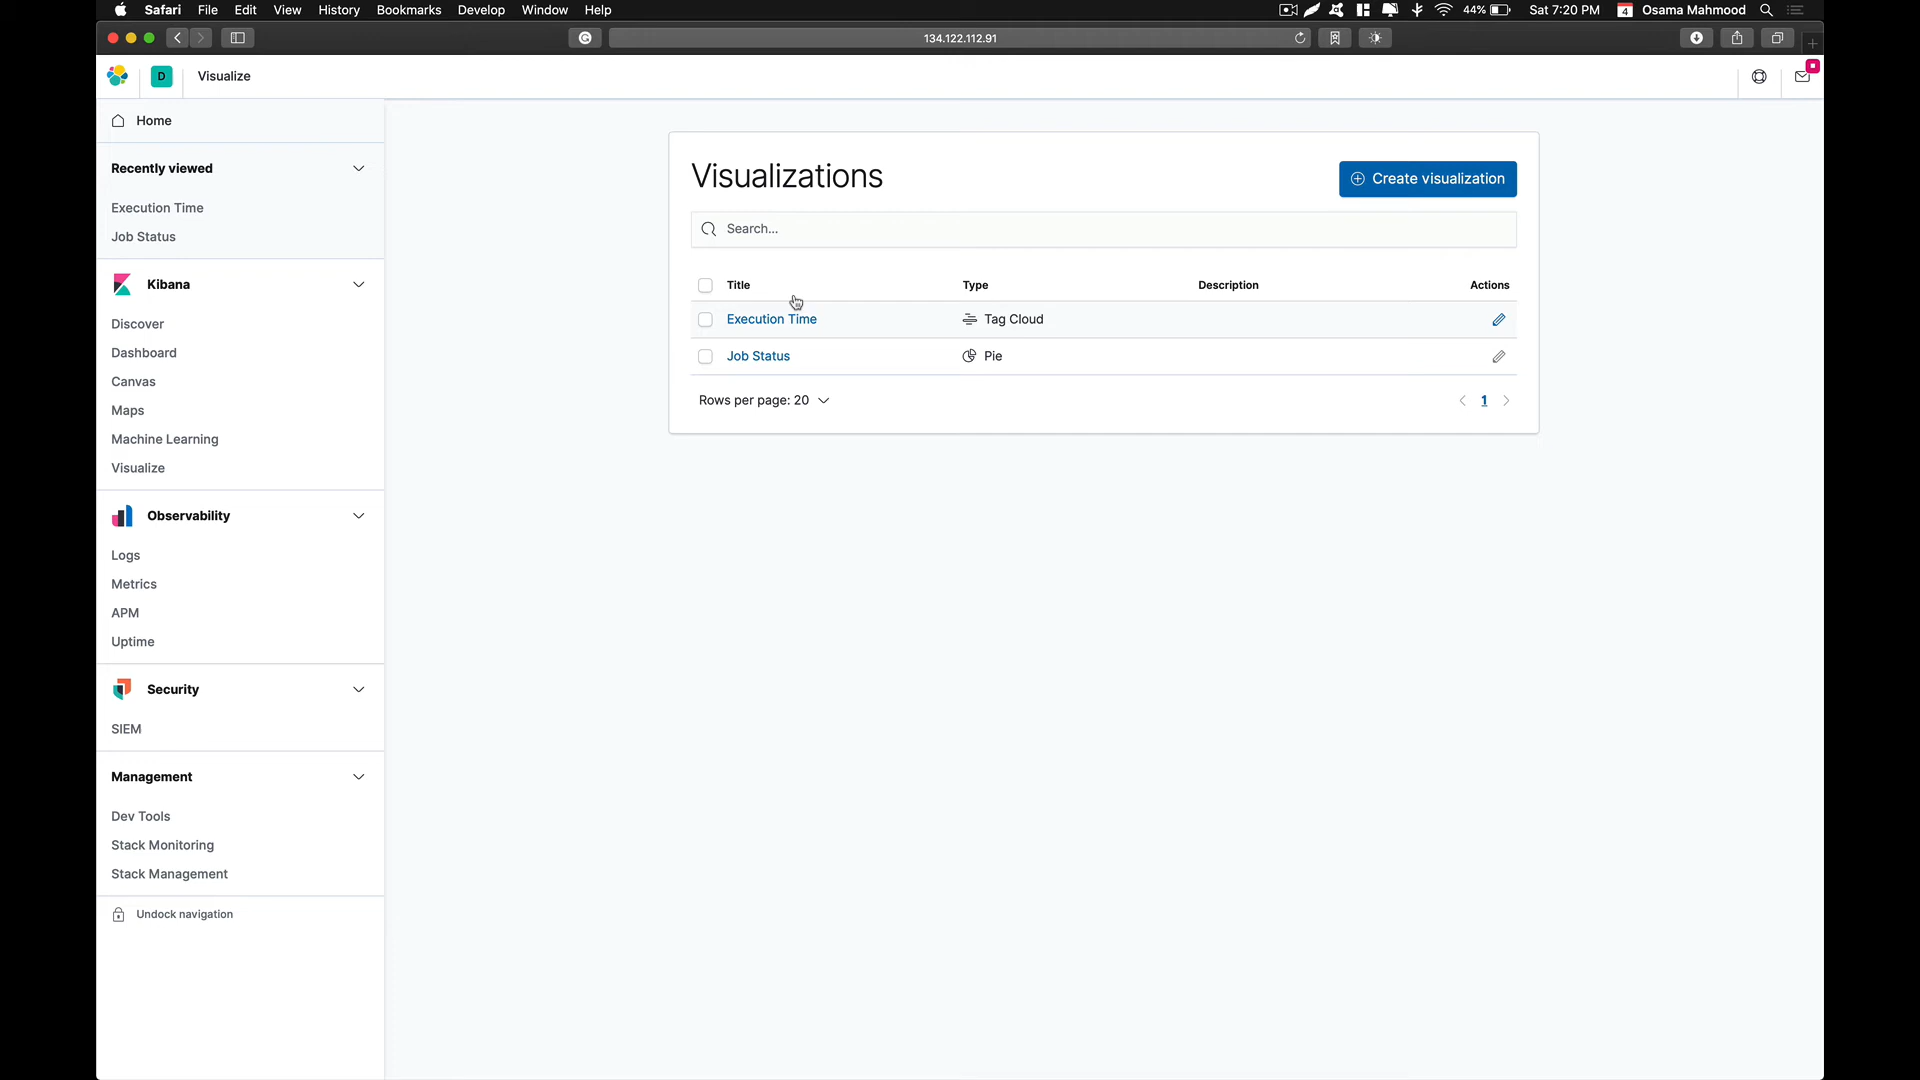 Safari File Edit View History Bookmarks Develop Window Help 44% Sat 7:20 PM 4 Osama Mahmood
134.122.112.91
D Visualize
Home
Recently viewed
Execution Time
Job Status
Kibana
Discover
Dashboard
Canvas
Maps
Machine Learning
Visualize
Observability
Logs
Metrics
APM
Uptime
Security
SIEM
Management
Dev Tools
Stack Monitoring
Stack Management
Undock navigation
Visualizations
Create visualization
Search...
Title Type Description Actions
Execution Time Tag Cloud
Job Status Pie
Rows per page: 20 1